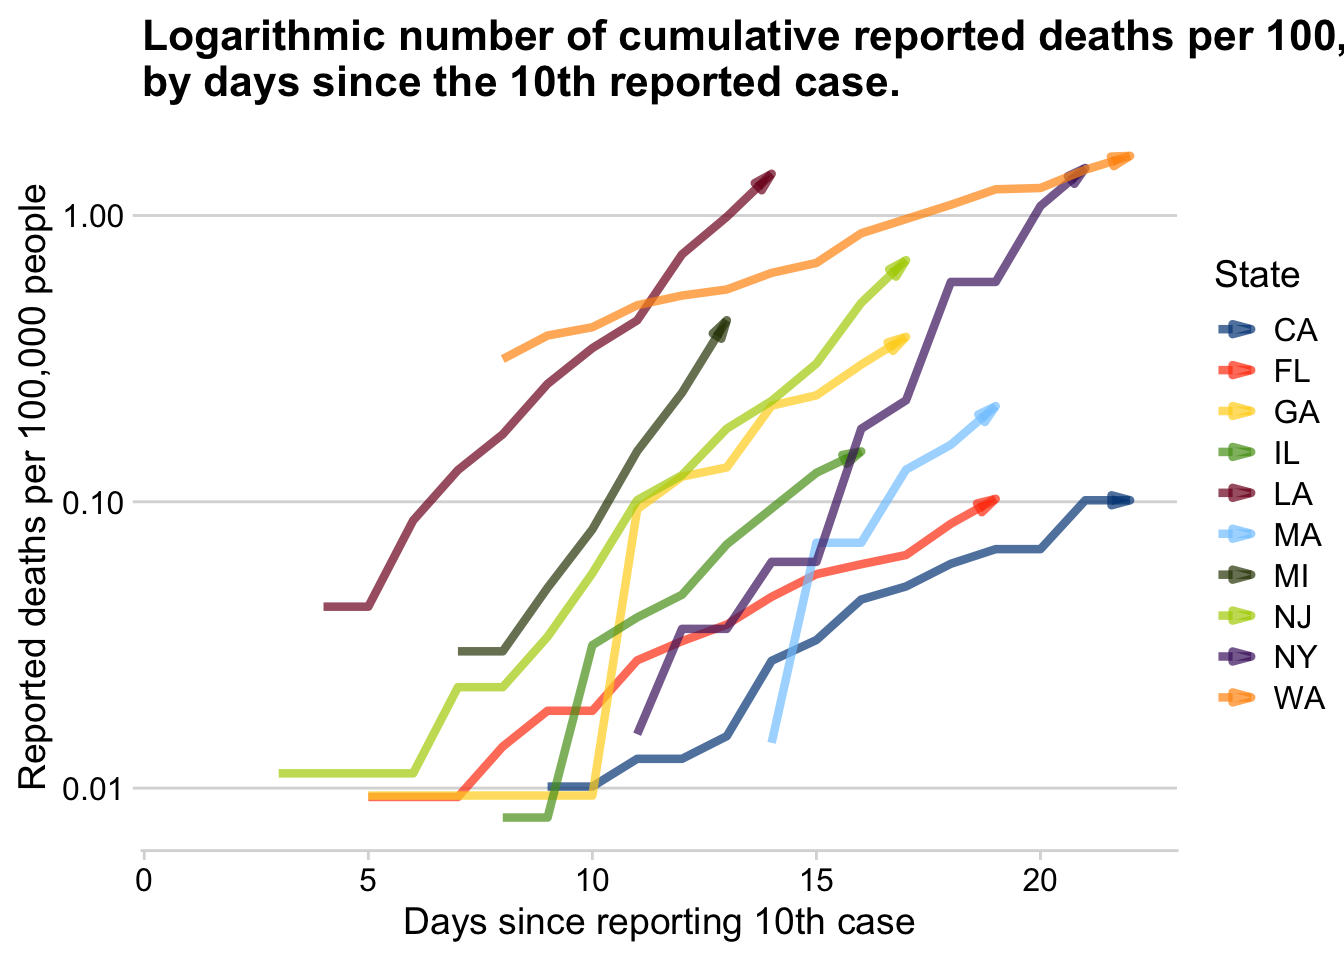 Logarithmic number of cumulative reported deaths per 100,
by days since the 10th reported case.
Reported deaths per 100,000 people
1.00
0.10
0.01
0
5
10
15
20
Days since reporting 10th case
State
CA
FL
GA
IL
LA
MA
MI
NJ
NY
WA